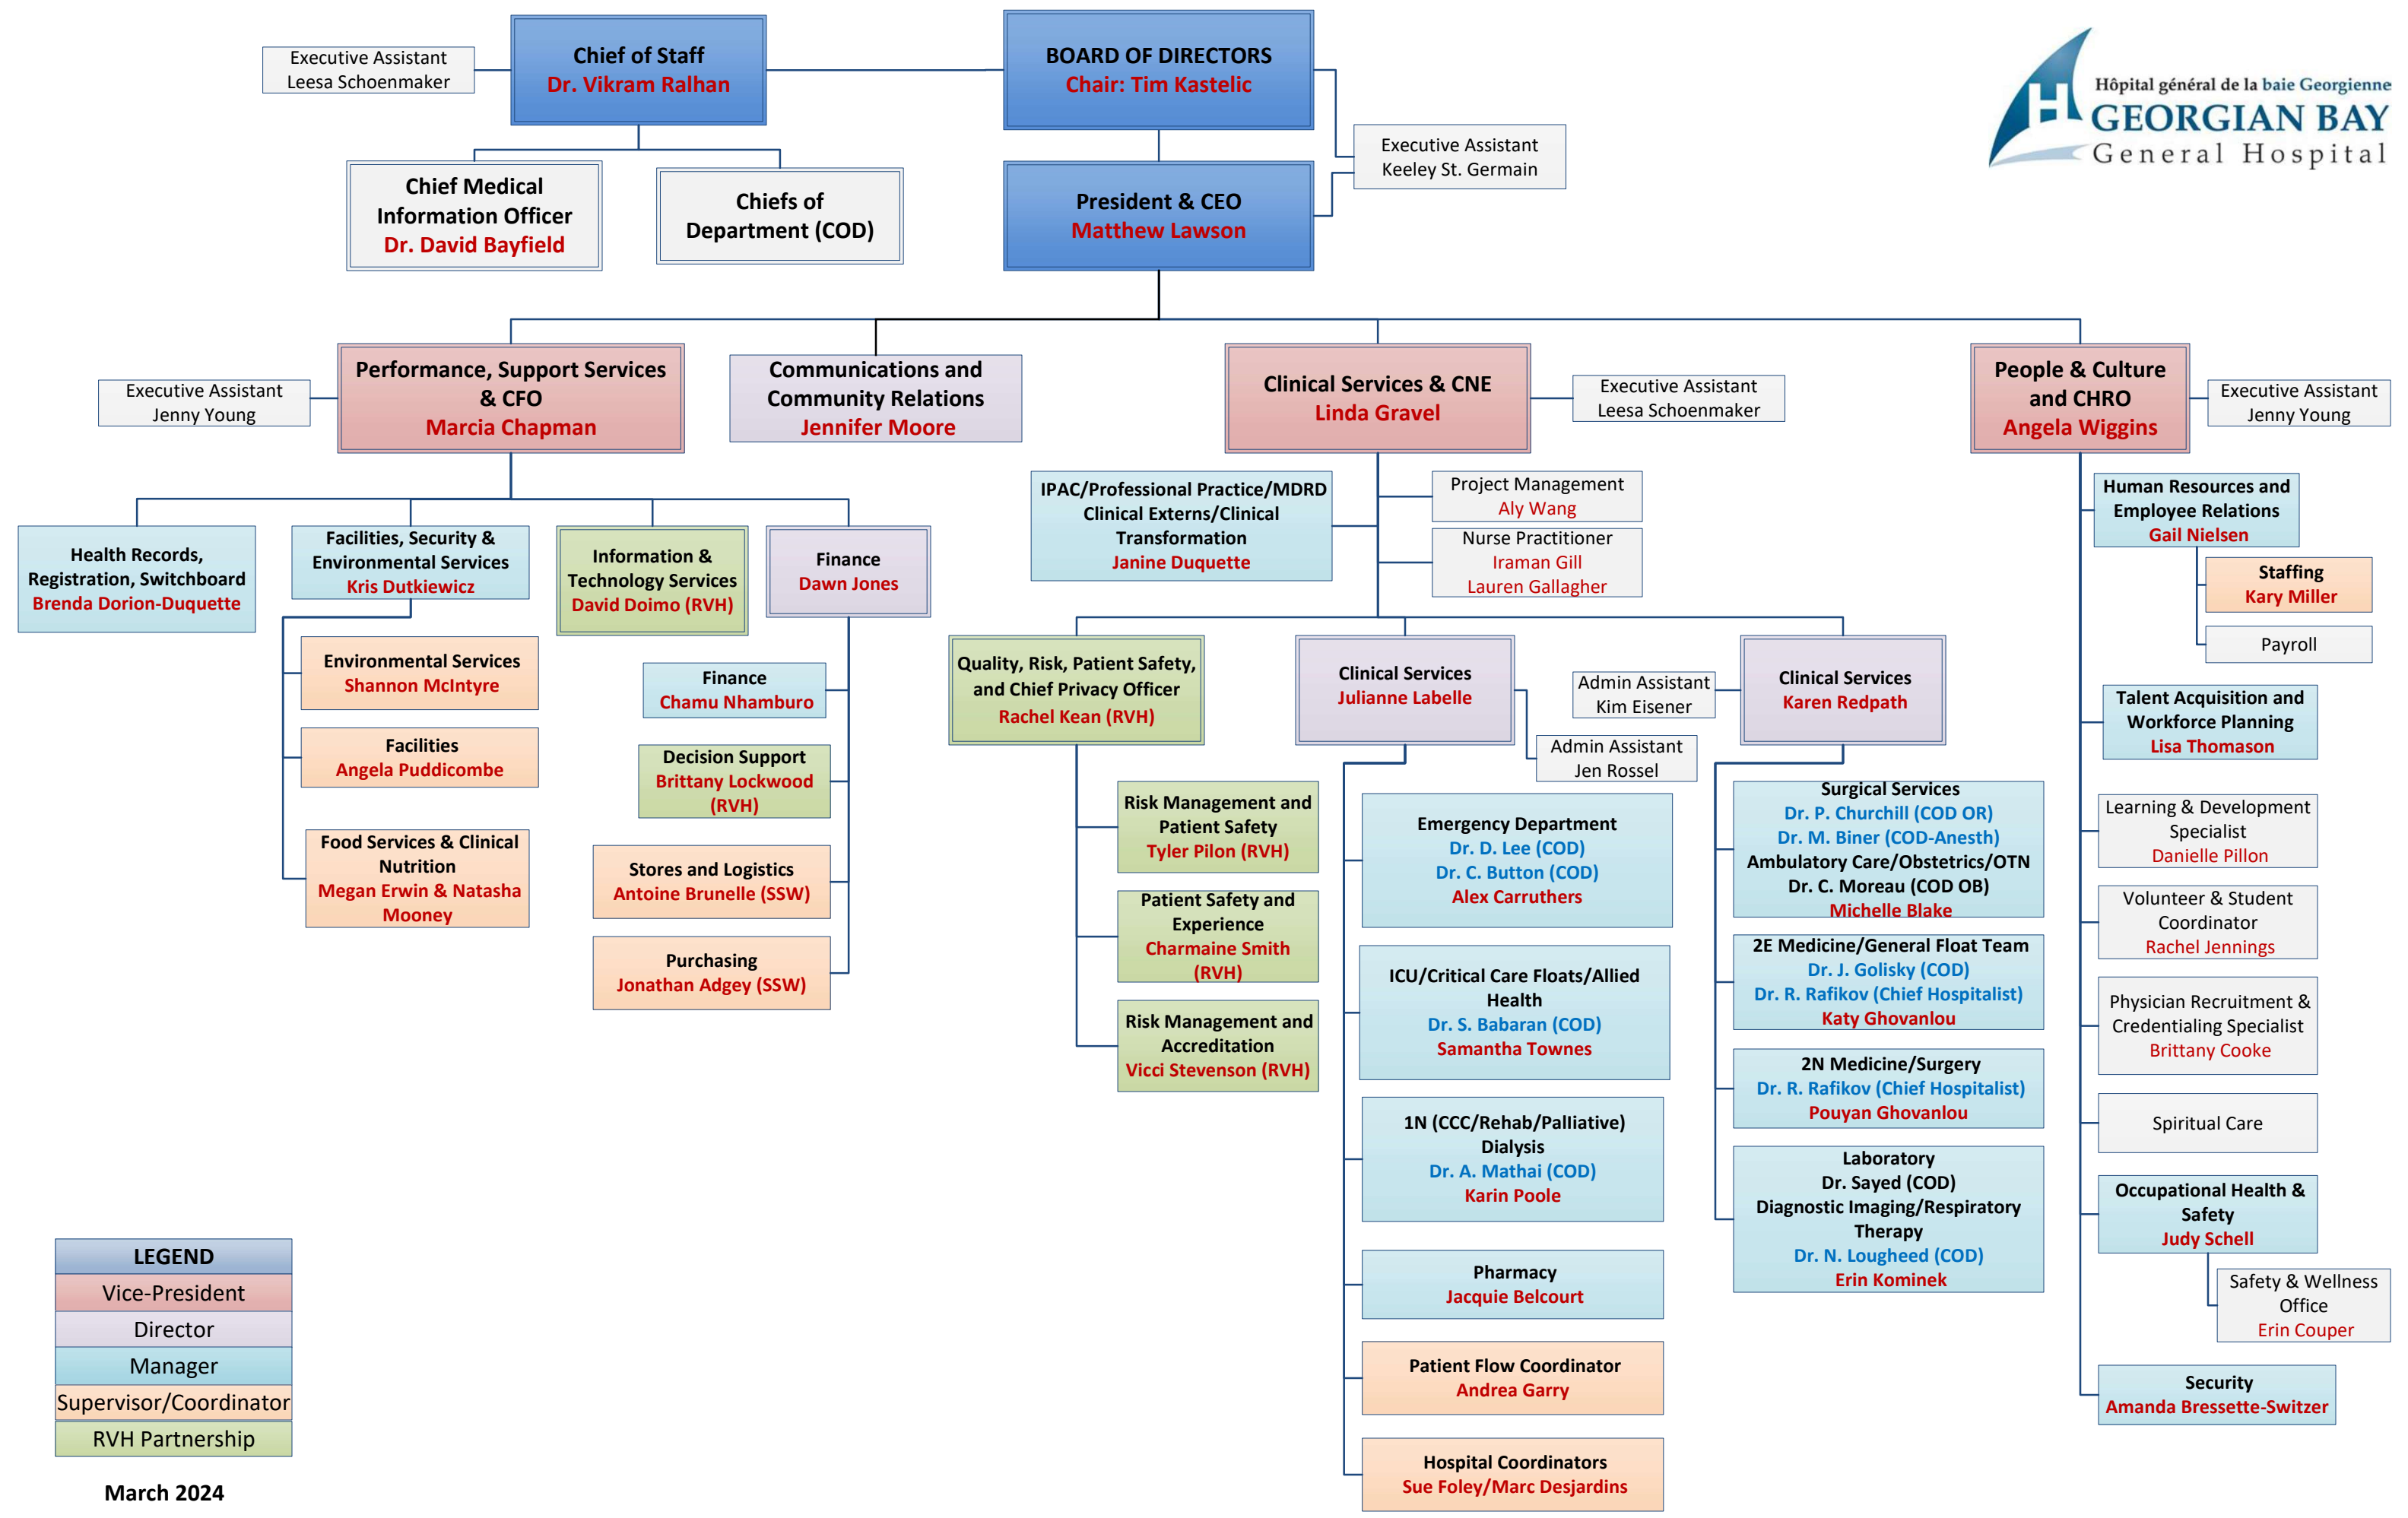 Executive Assistant
Leesa Schoenmaker
Chief of Staff
Dr. Vikram Ralhan
BOARD OF DIRECTORS
Chair: Tim Kastelic
Hôpital général de la baie Georgienne
H
GEORGIAN BAY
General Hospital
Executive Assistant
Keeley St. Germain
Chief Medical
Information Officer
Dr. David Bayfield
Chiefs of
Department (COD)
President & CEO
Matthew Lawson
Executive Assistant
Jenny Young
Performance, Support Services
& CFO
Marcia Chapman
Communications and
Community Relations
Jennifer Moore
Clinical Services & CNE
Linda Gravel
Executive Assistant
Leesa Schoenmaker
People & Culture
and CHRO
Angela Wiggins
Executive Assistant
Jenny Young
Health Records,
Registration, Switchboard
Brenda Dorion-Duquette
Facilities, Security &
Environmental Services
Kris Dutkiewicz
Information &
Technology Services
David Doimo (RVH)
Finance
Dawn Jones
Environmental Services
Shannon McIntyre
Facilities
Angela Puddicombe
Food Services & Clinical
Nutrition
Megan Erwin & Natasha
Mooney
Finance
Chamu Nhamburo
Decision Support
Brittany Lockwood
(RVH)
Stores and Logistics
Antoine Brunelle (SSW)
Purchasing
Jonathan Adgey (SSW)
IPAC/Professional Practice/MDRD
Clinical Externs/Clinical
Transformation
Janine Duquette
Project Management
Aly Wang
Nurse Practitioner
Iraman Gill
Lauren Gallagher
Quality, Risk, Patient Safety,
and Chief Privacy Officer
Rachel Kean (RVH)
Clinical Services
Julianne Labelle
Admin Assistant
Jen Rossel
Admin Assistant
Kim Eisener
Clinical Services
Karen Redpath
Risk Management and
Patient Safety
Tyler Pilon (RVH)
Patient Safety and
Experience
Charmaine Smith
(RVH)
Risk Management and
Accreditation
Vicci Stevenson (RVH)
Emergency Department
Dr. D. Lee (COD)
Dr. C. Button (COD)
Alex Carruthers
ICU/Critical Care Floats/Allied
Health
Dr. S. Babaran (COD)
Samantha Townes
1N (CCC/Rehab/Palliative)
Dialysis
Dr. A. Mathai (COD)
Karin Poole
Pharmacy
Jacquie Belcourt
Patient Flow Coordinator
Andrea Garry
Hospital Coordinators
Sue Foley/Marc Desjardins
Surgical Services
Dr. P. Churchill (COD OR)
Dr. M. Biner (COD-Anesth)
Ambulatory Care/Obstetrics/OTN
Dr. C. Moreau (COD OB)
Michelle Blake
2E Medicine/General Float Team
Dr. J. Golisky (COD)
Dr. R. Rafikov (Chief Hospitalist)
Katy Ghovanlou
2N Medicine/Surgery
Dr. R. Rafikov (Chief Hospitalist)
Pouyan Ghovanlou
Laboratory
Dr. Sayed (COD)
Diagnostic Imaging/Respiratory
Therapy
Dr. N. Lougheed (COD)
Erin Kominek
Human Resources and
Employee Relations
Gail Nielsen
Staffing
Kary Miller
Payroll
Talent Acquisition and
Workforce Planning
Lisa Thomason
Learning & Development
Specialist
Danielle Pillon
Volunteer & Student
Coordinator
Rachel Jennings
Physician Recruitment &
Credentialing Specialist
Brittany Cooke
Spiritual Care
Occupational Health &
Safety
Judy Schell
Safety & Wellness
Office
Erin Couper
Security
Amanda Bressette-Switzer
LEGEND
Vice-President
Director
Manager
Supervisor/Coordinator
RVH Partnership
March 2024